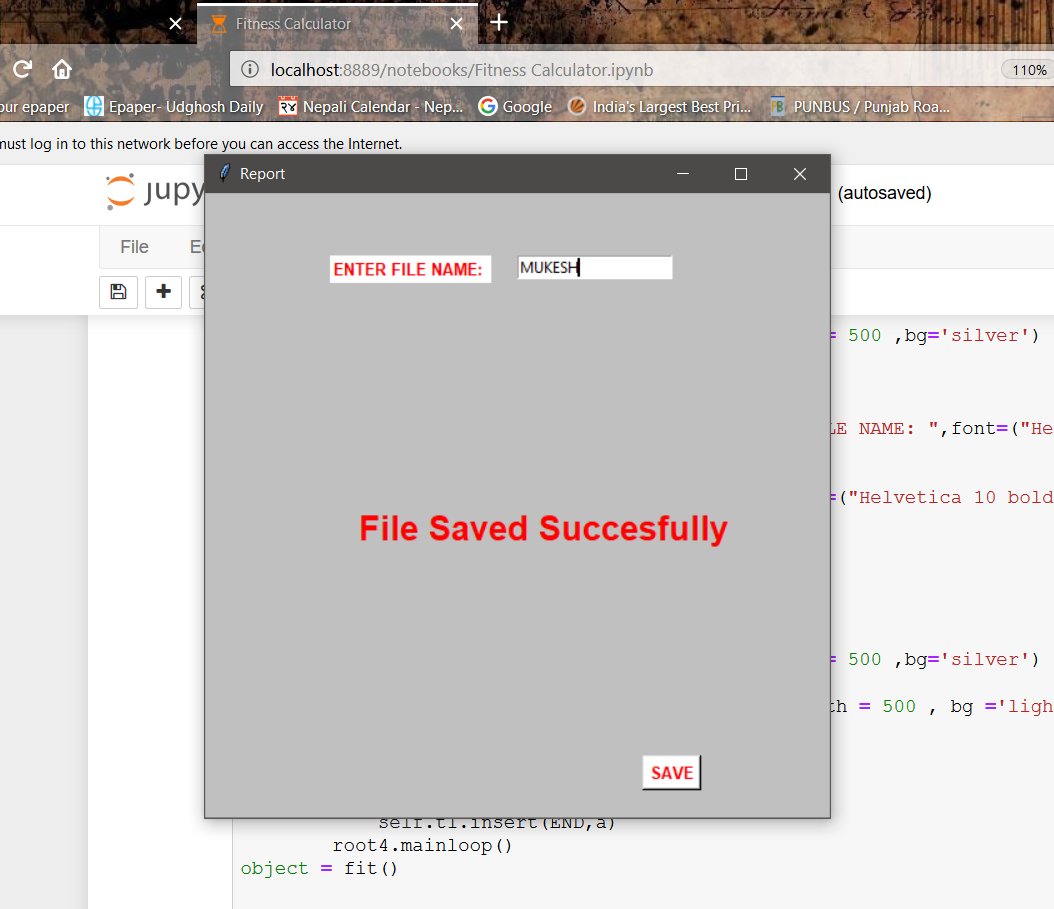 Fitness Calculator
localhost:8889/notebooks/Fitness Calculator.ipynb 110%
our epaper Epaper- Udghosh Daily Nepali Calendar - Nep... Google India's Largest Best Pri... PUNBUS / Punjab Roa...
must log in to this network before you can access the Internet.
Report
jupy (autosaved)
File E
ENTER FILE NAME: MUKESH
= 500 ,bg='silver')
LE NAME: ",font=("He
=("Helvetica 10 bold
File Saved Succesfully
= 500 ,bg='silver')
th = 500 , bg ='ligh
SAVE
self.t1.insert(END,a)
root4.mainloop()
object = fit()